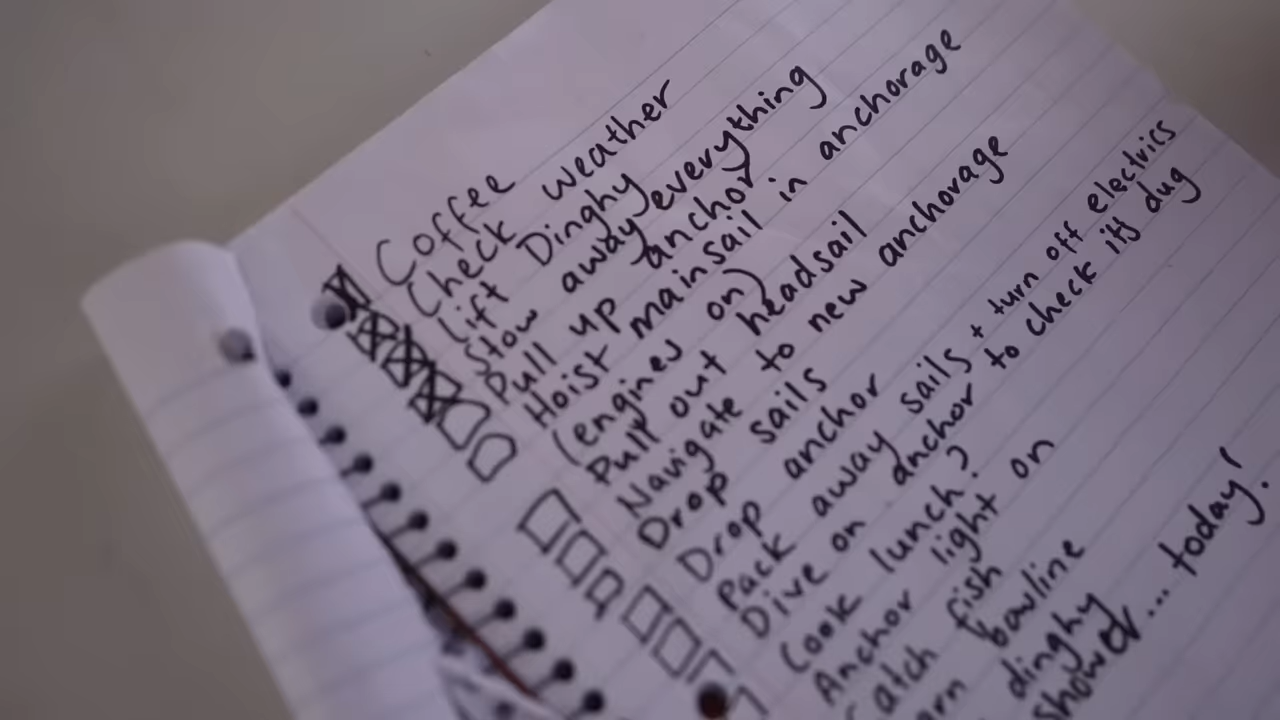 Coffee
Check weather
Lift Dinghy
Stow away everything
Pull up anchor
Hoist mainsail in anchorage
(engines on)
Pull out headsail
Navigate to new anchorage
Drop sails
Drop anchor
Pack away sails + turn off electrics
Dive on anchor to check its dug
Cook lunch?
Anchor light on
fish
bowline
dinghy
shower... today!